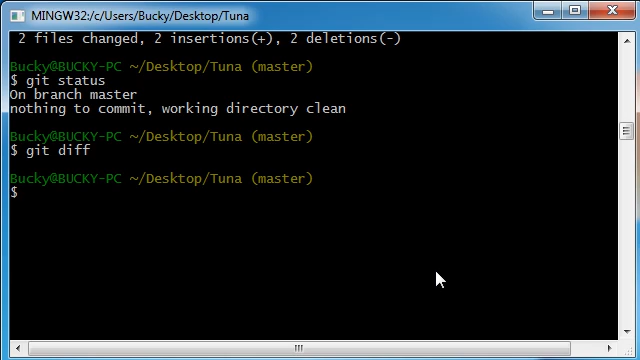 MINGW32:/c/Users/Bucky/Desktop/Tuna
2 files changed, 2 insertions(+), 2 deletions(-)
Bucky@BUCKY-PC ~/Desktop/Tuna (master)
$ git status
On branch master
nothing to commit, working directory clean
Bucky@BUCKY-PC ~/Desktop/Tuna (master)
$ git diff
Bucky@BUCKY-PC ~/Desktop/Tuna (master)
$